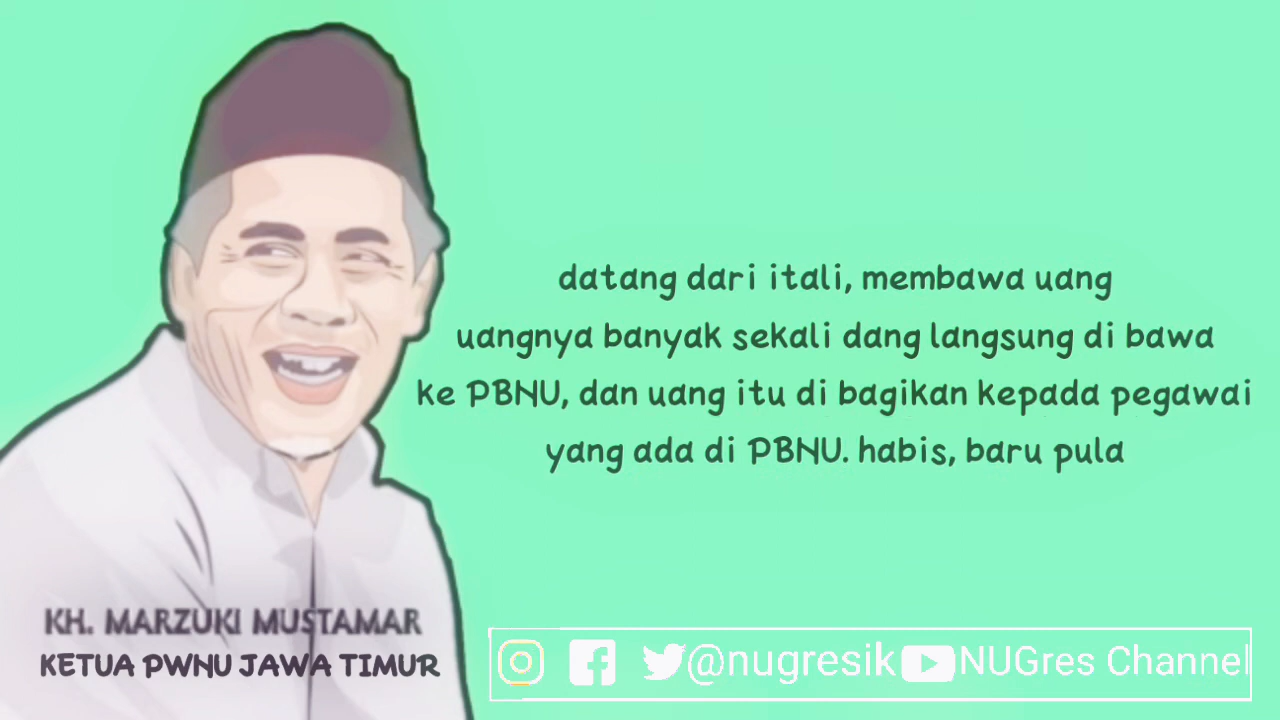 datang dari itali, membawa uang
uangnya banyak sekali dang langsung di bawa
ke PBNU, dan uang itu di bagikan kepada pegawai
yang ada di PBNU. habis, baru pula
KH. MARZUKI MUSTAMAR
KETUA PWNU JAWA TIMUR
@nugresik NUGres Channel